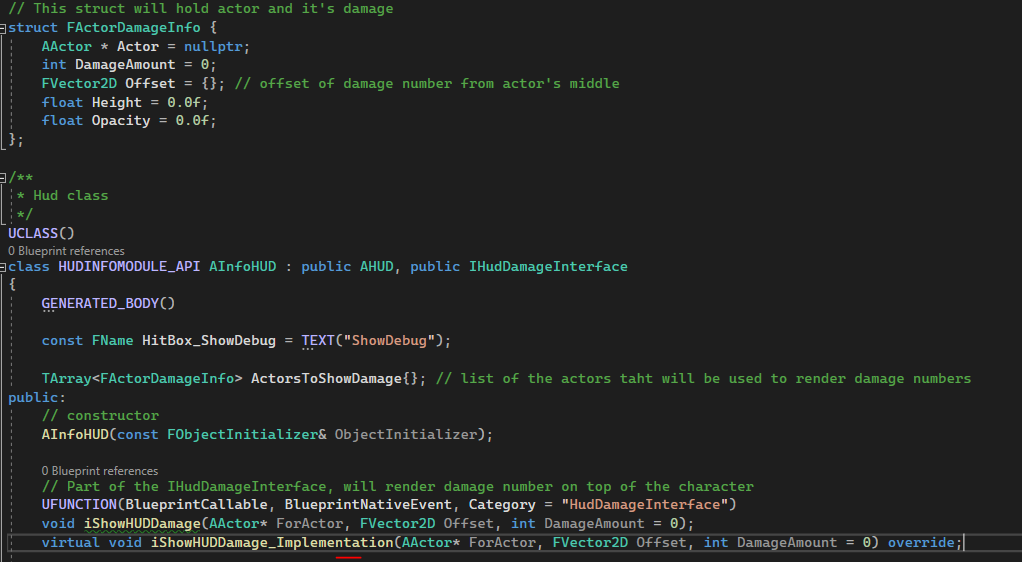 // This struct will hold actor and it's damage
struct FActorDamageInfo {
    AActor * Actor = nullptr;
    int DamageAmount = 0;
    FVector2D Offset = {}; // offset of damage number from actor's middle
    float Height = 0.0f;
    float Opacity = 0.0f;
};

/**
 * Hud class
 */
UCLASS()
0 Blueprint references
class HUDINFOMODULE_API AInfoHUD : public AHUD, public IHudDamageInterface
{
    GENERATED_BODY()

    const FName HitBox_ShowDebug = TEXT("ShowDebug");

    TArray<FActorDamageInfo> ActorsToShowDamage{}; // list of the actors taht will be used to render damage numbers
public:
    // constructor
    AInfoHUD(const FObjectInitializer& ObjectInitializer);

    0 Blueprint references
    // Part of the IHudDamageInterface, will render damage number on top of the character
    UFUNCTION(BlueprintCallable, BlueprintNativeEvent, Category = "HudDamageInterface")
    void iShowHUDDamage(AActor* ForActor, FVector2D Offset, int DamageAmount = 0);
    virtual void iShowHUDDamage_Implementation(AActor* ForActor, FVector2D Offset, int DamageAmount = 0) override;